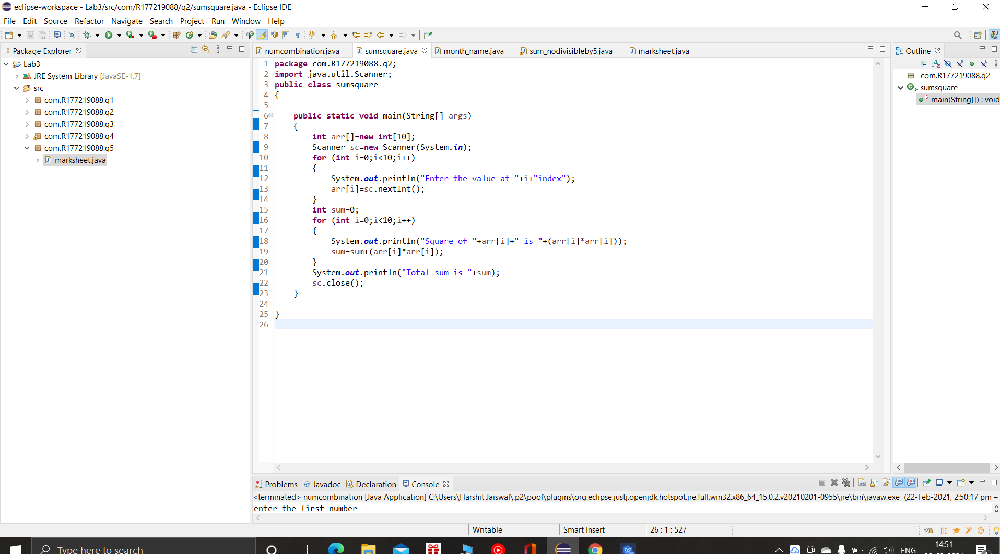 eclipse-workspace - Lab3/src/com/R177219088/q2/sumsquare.java - Eclipse IDE
File Edit Source Refactor Navigate Search Project Run Window Help
Package Explorer
Lab3
JRE System Library [JavaSE-1.7]
src
com.R177219088.q1
com.R177219088.q2
com.R177219088.q3
com.R177219088.q4
com.R177219088.q5
marksheet.java
numcombination.java sumsquare.java month_name.java sum_nodivisibleby5.java marksheet.java
1 package com.R177219088.q2;
2 import java.util.Scanner;
3 public class sumsquare
4 {
5
6 public static void main(String[] args)
7 {
8 int arr[]=new int[10];
9 Scanner sc=new Scanner(System.in);
10 for (int i=0;i<10;i++)
11 {
12 System.out.println("Enter the value at "+i+"index");
13 arr[i]=sc.nextInt();
14 }
15 int sum=0;
16 for (int i=0;i<10;i++)
17 {
18 System.out.println("Square of "+arr[i]+" is "+(arr[i]*arr[i]));
19 sum=sum+(arr[i]*arr[i]);
20 }
21 System.out.println("Total sum is "+sum);
22 sc.close();
23 }
24
25 }
26
Outline
com.R177219088.q2
sumsquare
main(String[]) : void
Problems Javadoc Declaration Console
<terminated> numcombination [Java Application] C:\Users\Harshit Jaiswal\.p2\pool\plugins\org.eclipse.justj.openjdk.hotspot.jre.full.win32.x86_64_15.0.2.v20210201-0955\jre\bin\javaw.exe (22-Feb-2021, 2:50:17 pm –
enter the first number
Writable Smart Insert 26 : 1 : 527
Type here to search
ENG
14:51